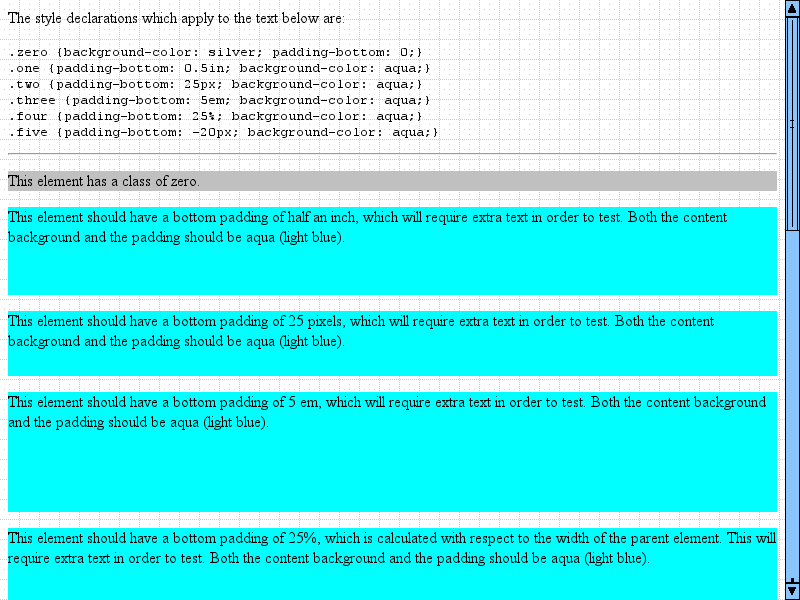 The style declarations which apply to the text below are:
.zero {background-color: silver; padding-bottom: 0;}
.one {padding-bottom: 0.5in; background-color: aqua;}
.two {padding-bottom: 25px; background-color: aqua;}
.three {padding-bottom: 5em; background-color: aqua;}
.four {padding-bottom: 25%; background-color: aqua;}
.five {padding-bottom: -20px; background-color: aqua;}
This element has a class of zero.
This element should have a bottom padding of half an inch, which will require extra text in order to test. Both the content
background and the padding should be aqua (light blue).
This element should have a bottom padding of 25 pixels, which will require extra text in order to test. Both the content
background and the padding should be aqua (light blue).
This element should have a bottom padding of 5 em, which will require extra text in order to test. Both the content background
and the padding should be aqua (light blue).
This element should have a bottom padding of 25%, which is calculated with respect to the width of the parent element. This will
require extra text in order to test. Both the content background and the padding should be aqua (light blue).